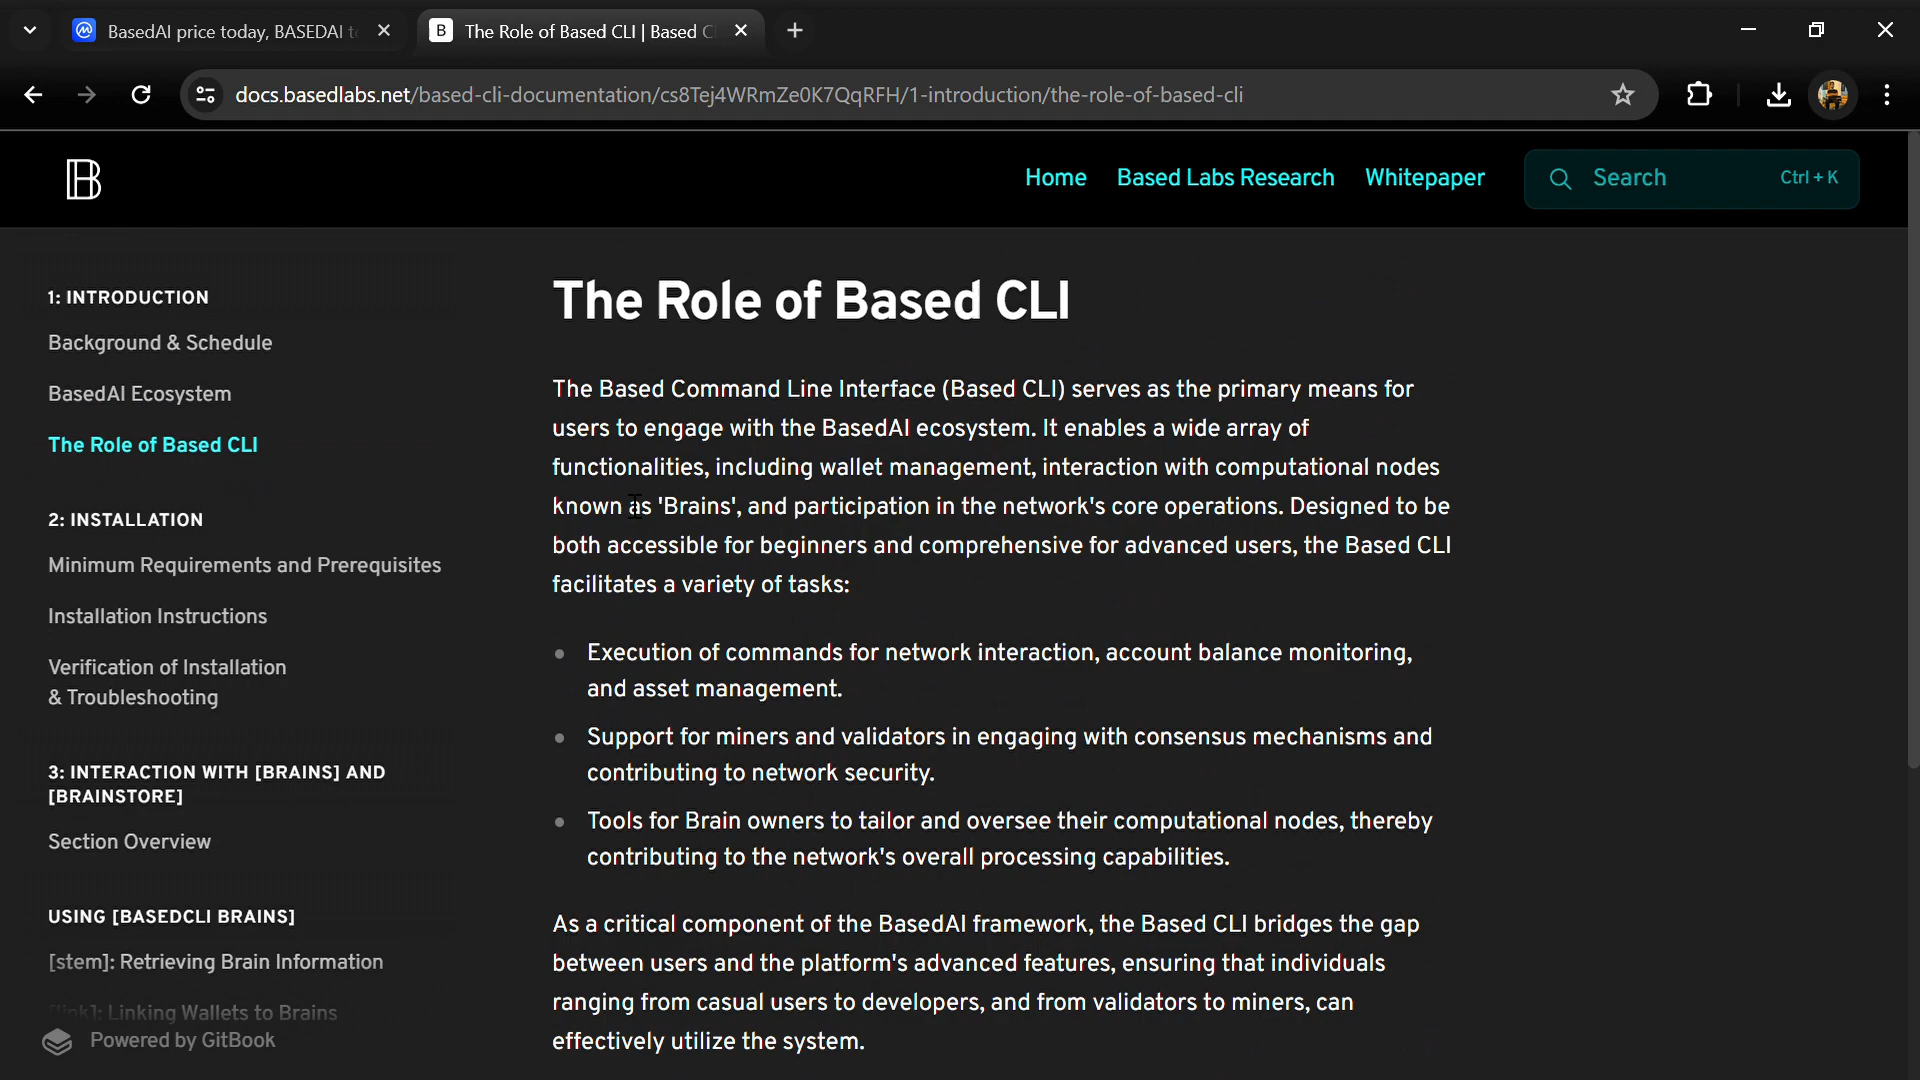 BasedAI price today, BASEDAI to
The Role of Based CLI | Based C
docs.basedlabs.net/based-cli-documentation/cs8Tej4WRmZe0K7QqRFH/1-introduction/the-role-of-based-cli
B
Home
Based Labs Research
Whitepaper
Search
Ctrl + K
1: INTRODUCTION
Background & Schedule
BasedAI Ecosystem
The Role of Based CLI
2: INSTALLATION
Minimum Requirements and Prerequisites
Installation Instructions
Verification of Installation
& Troubleshooting
3: INTERACTION WITH [BRAINS] AND
[BRAINSTORE]
Section Overview
USING [BASEDCLI BRAINS]
[stem]: Retrieving Brain Information
[link]: Linking Wallets to Brains
Powered by GitBook
The Role of Based CLI
The Based Command Line Interface (Based CLI) serves as the primary means for
users to engage with the BasedAI ecosystem. It enables a wide array of
functionalities, including wallet management, interaction with computational nodes
known as 'Brains', and participation in the network's core operations. Designed to be
both accessible for beginners and comprehensive for advanced users, the Based CLI
facilitates a variety of tasks:
Execution of commands for network interaction, account balance monitoring,
and asset management.
Support for miners and validators in engaging with consensus mechanisms and
contributing to network security.
Tools for Brain owners to tailor and oversee their computational nodes, thereby
contributing to the network's overall processing capabilities.
As a critical component of the BasedAI framework, the Based CLI bridges the gap
between users and the platform's advanced features, ensuring that individuals
ranging from casual users to developers, and from validators to miners, can
effectively utilize the system.